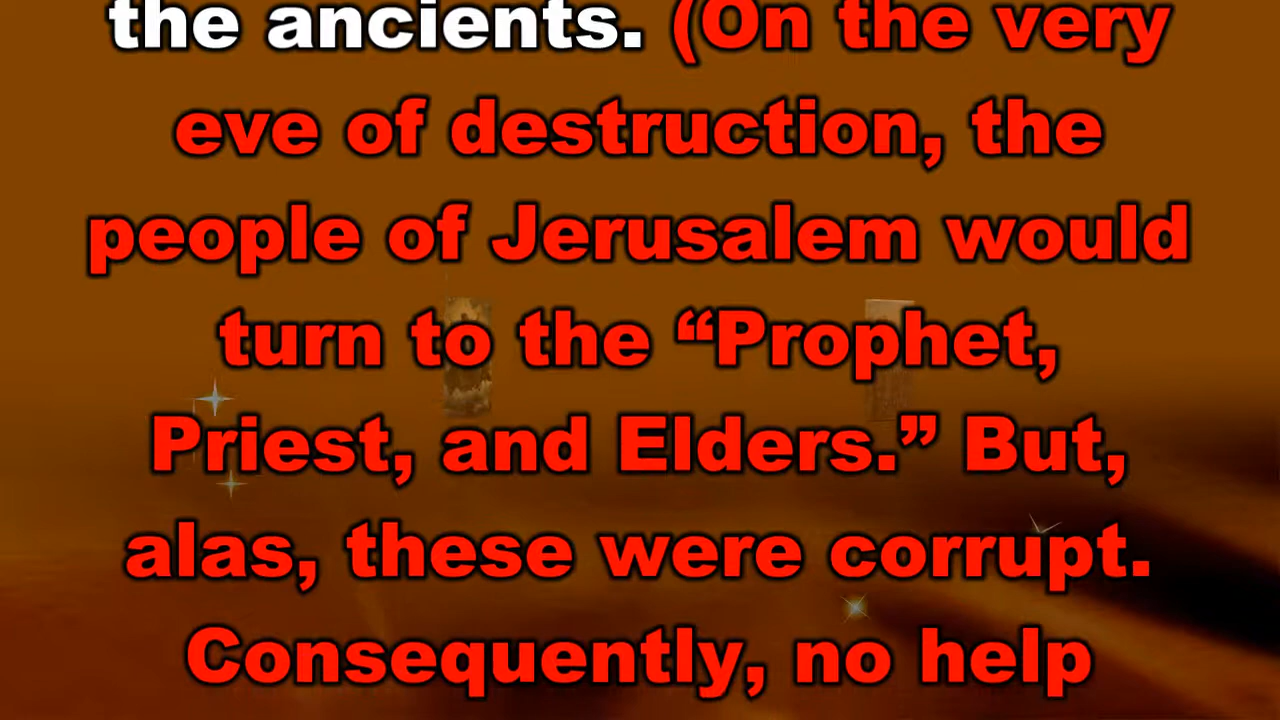 the ancients. (On the very
eve of destruction, the
people of Jerusalem would
turn to the “Prophet,
Priest, and Elders.” But,
alas, these were corrupt.
Consequently, no help